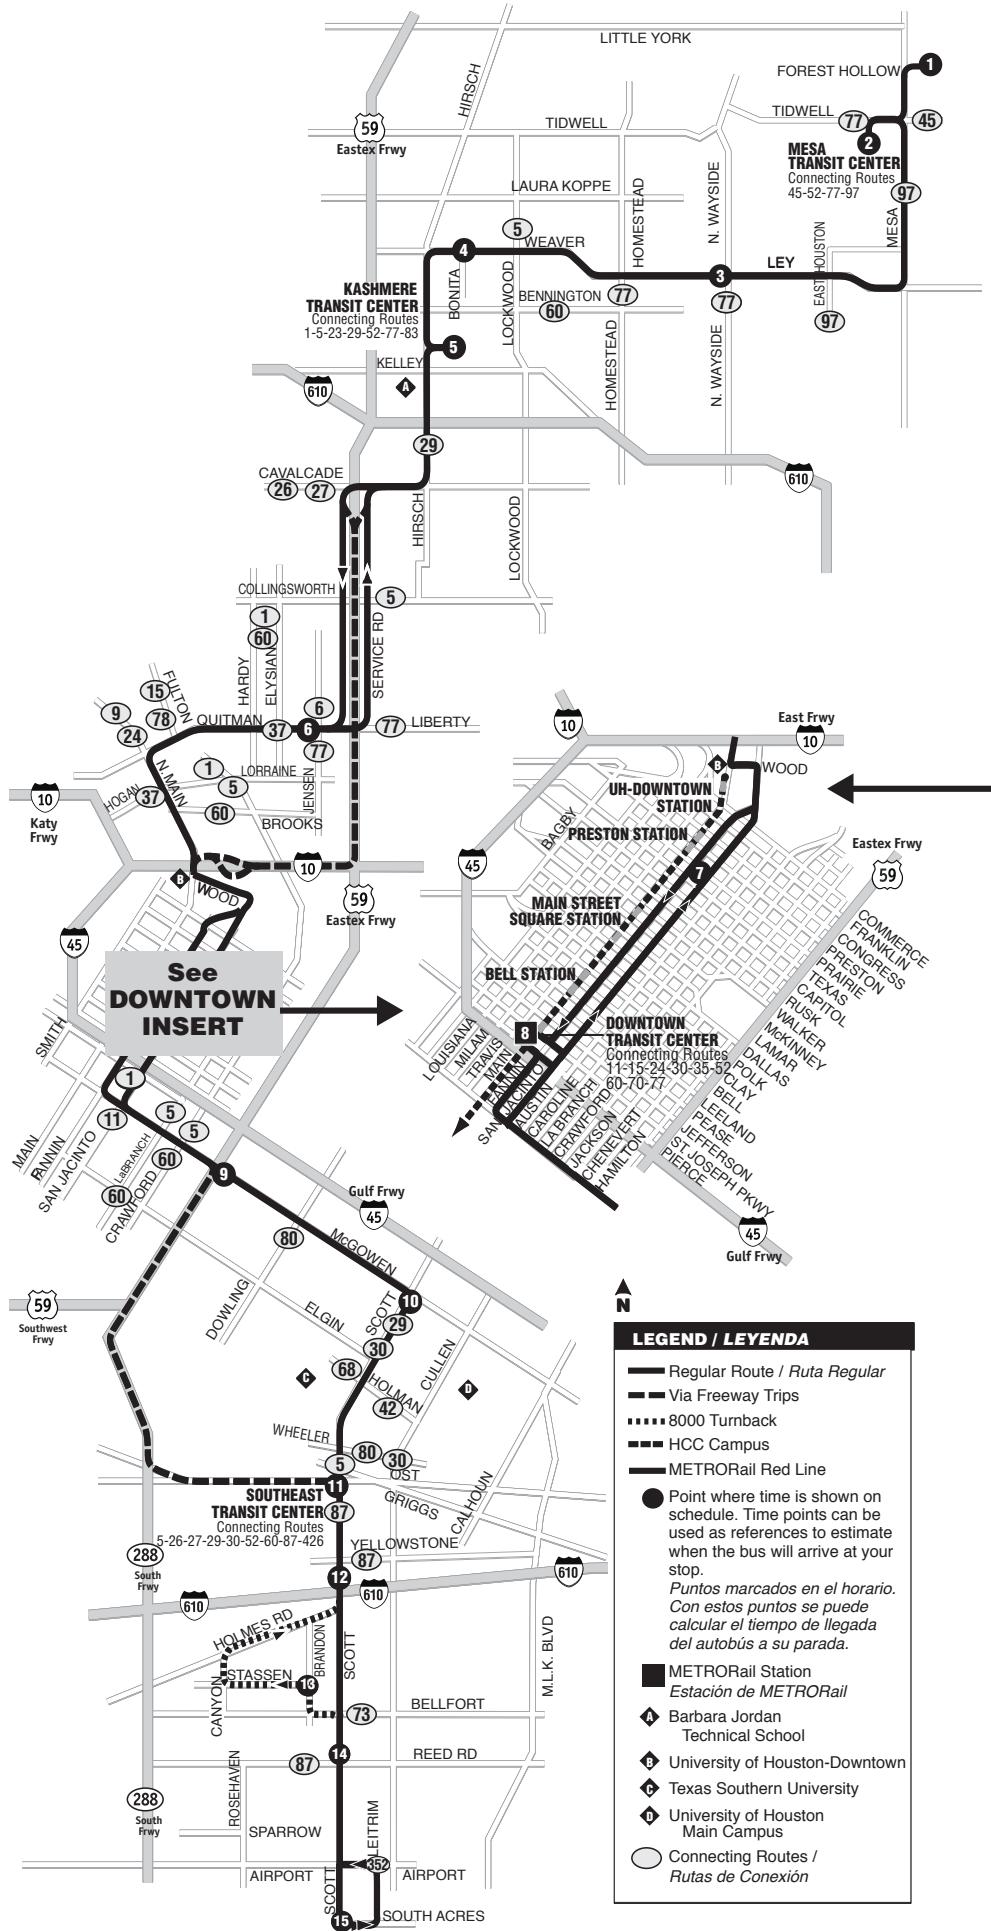 LITTLE YORK
HIRSCH
FOREST HOLLOW
1
59
Eastex Frwy
TIDWELL
TIDWELL
77
45
2
MESA
TRANSIT CENTER
Connecting Routes
45-52-77-97
LAURA KOPPE
HOMESTEAD
N. WAYSIDE
97
MESA
5
4
WEAVER
LEY
3
EAST HOUSTON
KASHMERE
TRANSIT CENTER
Connecting Routes
1-5-23-29-52-77-83
BONITA
LOCKWOOD
BENNINGTON
60
77
77
97
5
KELLEY
A
610
HOMESTEAD
N. WAYSIDE
29
CAVALCADE
26
27
610
HIRSCH
LOCKWOOD
COLLINGSWORTH
5
1
60
HARDY
ELYSIAN
SERVICE RD
FULTON
15
9
78
24
QUITMAN
37
6
6
77
77
LIBERTY
10
East Frwy
10
HOGAN
N. MAIN
37
1
LORRAINE
5
60
BROOKS
JENSEN
10
Katy
Frwy
B
WOOD
UH-DOWNTOWN
STATION
BAGBY
PRESTON STATION
Eastex Frwy
59
45
7
10
B
WOOD
59
Eastex Frwy
MAIN STREET
SQUARE STATION
45
BELL STATION
COMMERCE
FRANKLIN
CONGRESS
PRESTON
PRAIRIE
TEXAS
CAPITOL
RUSK
WALKER
McKINNEY
LAMAR
DALLAS
POLK
CLAY
BELL
LEELAND
PEASE
JEFFERSON
ST. JOSEPH PKWY
PIERCE
See
DOWNTOWN
INSERT
8
DOWNTOWN
TRANSIT CENTER
Connecting Routes
11-15-24-30-35-52
60-70-77
LOUISIANA
MILAM
TRAVIS
MAIN
FANNIN
SAN JACINTO
AUSTIN
CAROLINE
LA BRANCH
CRAWFORD
JACKSON
CHENEVERT
HAMILTON
45
Gulf Frwy
SMITH
1
11
5
5
MAIN
FANNIN
SAN JACINTO
LaBRANCH
60
60
CRAWFORD
9
Gulf Frwy
45
80
McGOWEN
59
Southwest
Frwy
DOWLING
ELGIN
SCOTT
10
29
30
68
HOLMAN
42
CULLEN
C
D
WHEELER
80
30
5
OST
11
SOUTHEAST
TRANSIT CENTER
Connecting Routes
5-26-27-29-30-52-60-87-426
87
GRIGGS
CALHOUN
YELLOWSTONE
87
288
South
Frwy
12
610
610
610
HOLMES RD
BRANDON
SCOTT
M.L.K. BLVD
STASSEN
13
CANYON
73
BELLFORT
14
87
REED RD
288
South
Frwy
ROSEHAVEN
SPARROW
LEITRIM
352
AIRPORT
AIRPORT
SCOTT
15
SOUTH ACRES
N
LEGEND / LEYENDA
Regular Route / Ruta Regular
Via Freeway Trips
8000 Turnback
HCC Campus
METRORail Red Line
Point where time is shown on
schedule. Time points can be
used as references to estimate
when the bus will arrive at your
stop.
Puntos marcados en el horario.
Con estos puntos se puede
calcular el tiempo de llegada
del autobús a su parada.
METRORail Station
Estación de METRORail
A Barbara Jordan
Technical School
B University of Houston-Downtown
C Texas Southern University
D University of Houston
Main Campus
Connecting Routes /
Rutas de Conexión